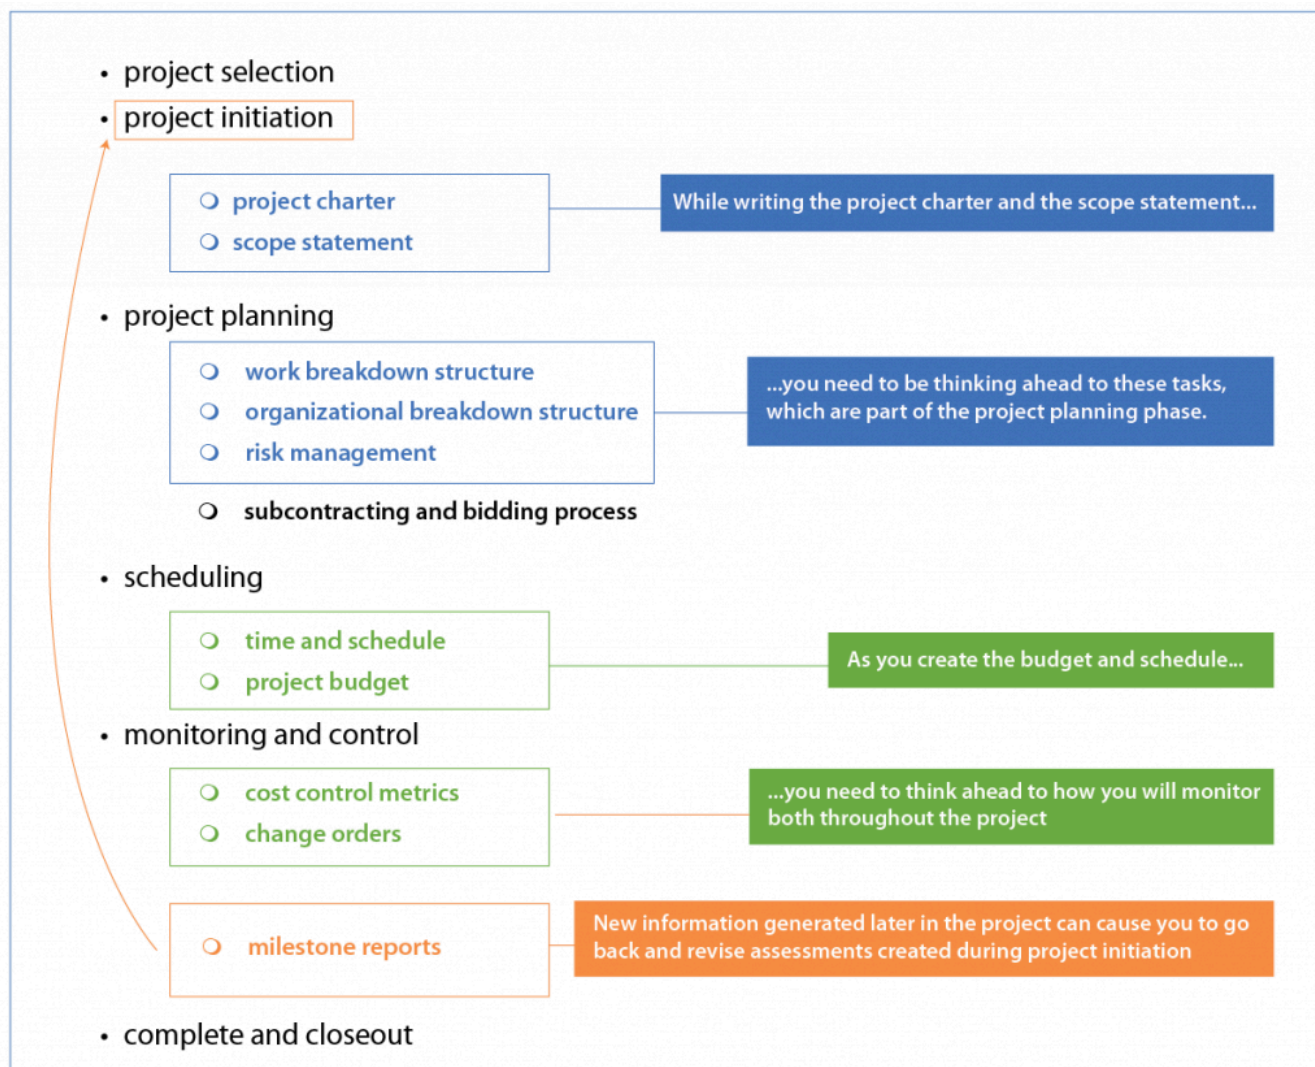 • project selection
• project initiation
❍ project charter
❍ scope statement
While writing the project charter and the scope statement...
• project planning
❍ work breakdown structure
❍ organizational breakdown structure
❍ risk management
...you need to be thinking ahead to these tasks,
which are part of the project planning phase.
❍ subcontracting and bidding process
• scheduling
❍ time and schedule
❍ project budget
As you create the budget and schedule...
• monitoring and control
❍ cost control metrics
❍ change orders
...you need to think ahead to how you will monitor
both throughout the project
❍ milestone reports
New information generated later in the project can cause you to go
back and revise assessments created during project initiation
• complete and closeout